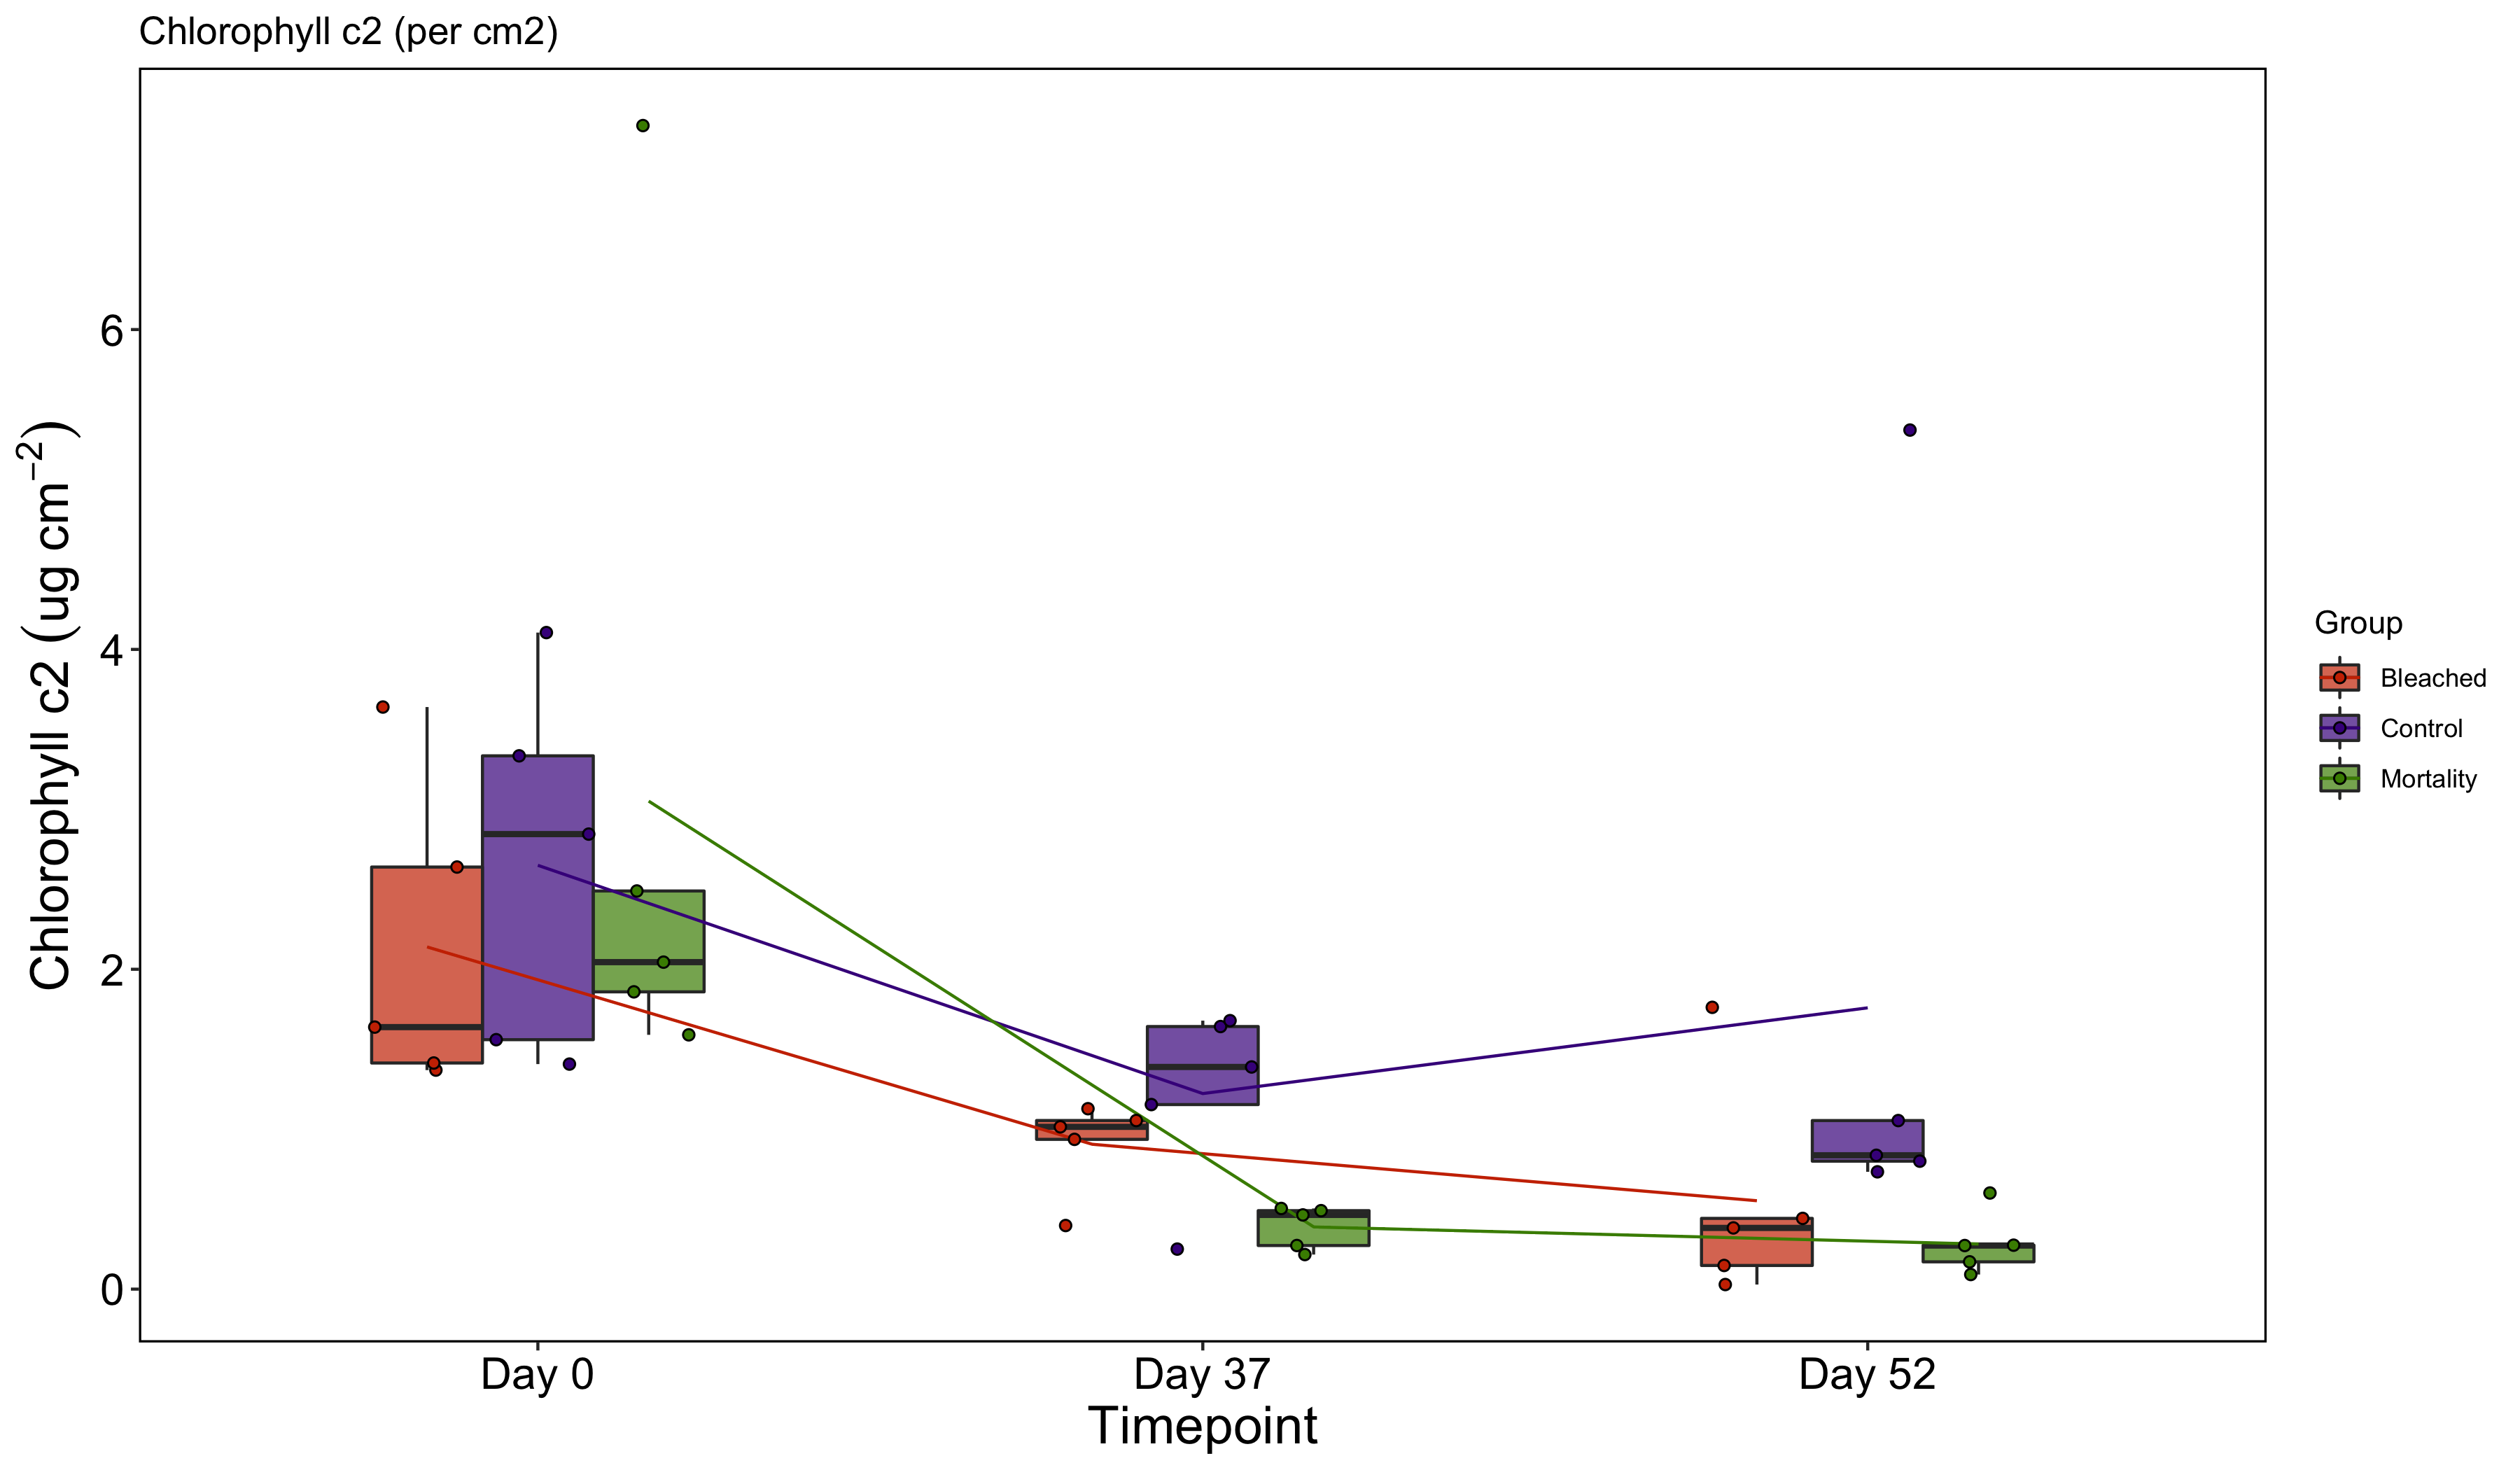 Chlorophyll c2 (per cm2)
Chlorophyll c2 (ug cm⁻²)
6
4
2
0
Day 0
Day 37
Day 52
Timepoint
Group
Bleached
Control
Mortality